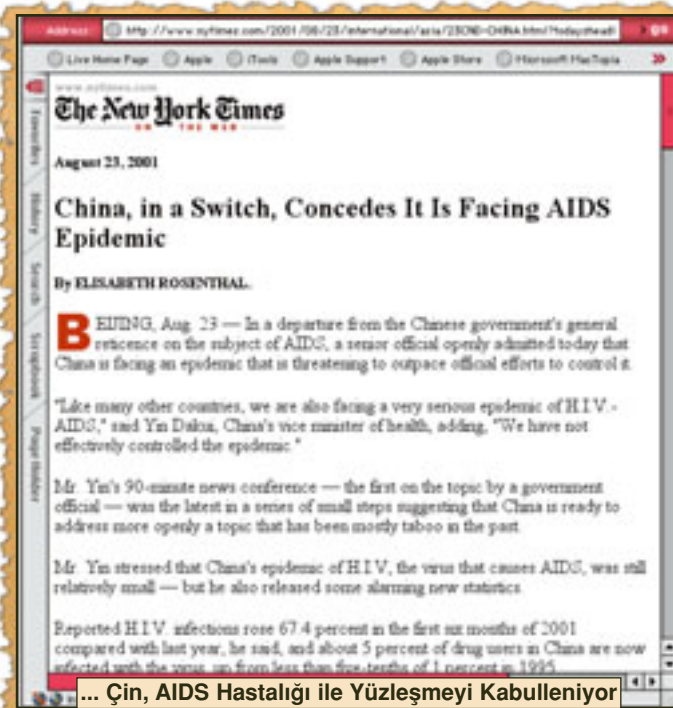 Address: http://www.nytimes.com/2001/08/23/international/asia/23CND-CHINA.html?todaysheadl
Live Home Page Apple iTools Apple Support Apple Store Microsoft MacTopia
www.nytimes.com
The New York Times
ON THE WEB
Favorites
History
Search
Scrapbook
Page Holder
August 23, 2001
China, in a Switch, Concedes It Is Facing AIDS
Epidemic
By ELISABETH ROSENTHAL
BEIJING, Aug. 23 — In a departure from the Chinese government's general
reticence on the subject of AIDS, a senior official openly admitted today that
China is facing an epidemic that is threatening to outpace official efforts to control it.
"Like many other countries, we are also facing a very serious epidemic of H.I.V.-
AIDS," said Yin Dakui, China's vice minister of health, adding, "We have not
effectively controlled the epidemic."
Mr. Yin's 90-minute news conference — the first on the topic by a government
official — was the latest in a series of small steps suggesting that China is ready to
address more openly a topic that has been mostly taboo in the past.
Mr. Yin stressed that China's epidemic of H.I.V, the virus that causes AIDS, was still
relatively small — but he also released some alarming new statistics.
Reported H.I.V. infections rose 67.4 percent in the first six months of 2001
compared with last year, he said, and about 5 percent of drug users in China are now
infected with the virus, up from less than five-tenths of 1 percent in 1995.
... Çin, AIDS Hastalığı ile Yüzleşmeyi Kabulleniyor